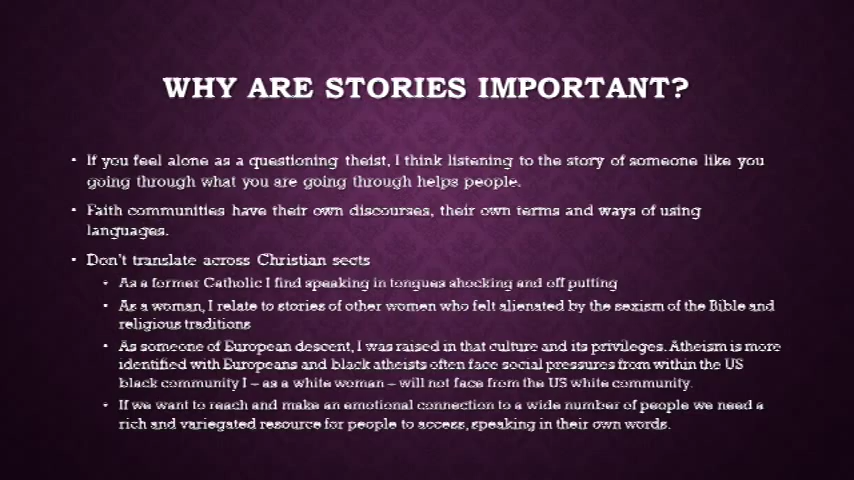 WHY ARE STORIES IMPORTANT?
• If you feel alone as a questioning theist, I think listening to the story of someone like you
going through what you are going through helps people.
• Faith communities have their own discourses, their own terms and ways of using
languages.
• Don't translate across Christian sects
• As a former Catholic I find speaking in tongues shocking and off putting
• As a woman, I relate to stories of other women who felt alienated by the sexism of the Bible and
religious traditions
• As someone of European descent, I was raised in that culture and its privileges. Atheism is more
identified with Europeans and black atheists often face social pressures from within the US
black community I – as a white woman – will not face from the US white community.
• If we want to reach and make an emotional connection to a wide number of people we need a
rich and variegated resource for people to access, speaking in their own words.